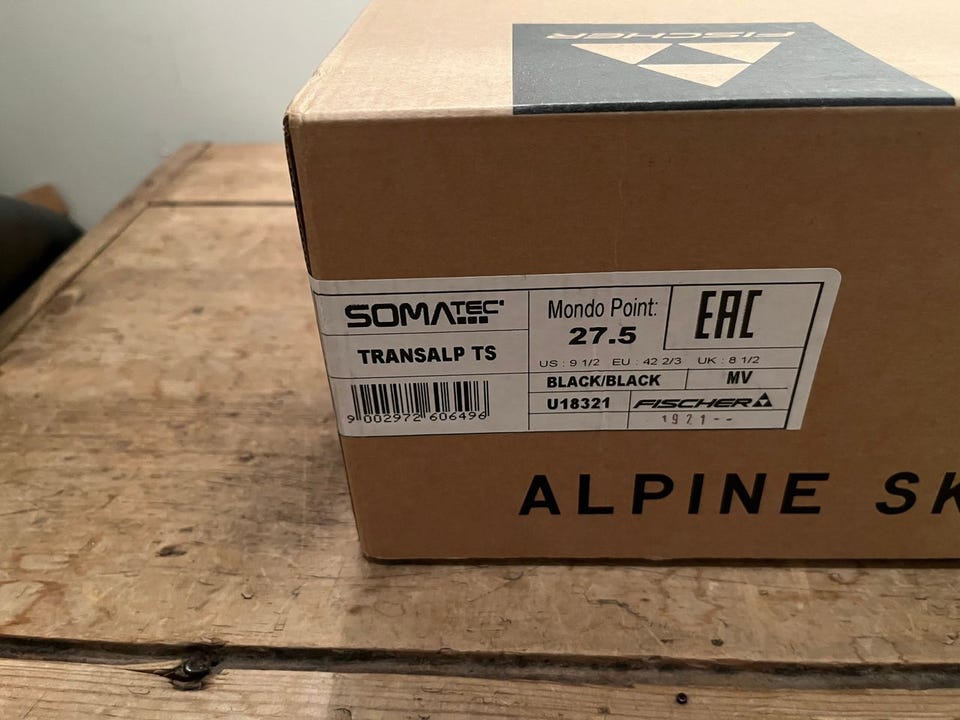 FISCHER
SOMATEC
TRANSALP TS
9 002972 606496
Mondo Point:
27.5
EAC
US : 9 1/2 EU : 42 2/3 UK : 8 1/2
BLACK/BLACK MV
U18321 FISCHER
1921--
ALPINE SK